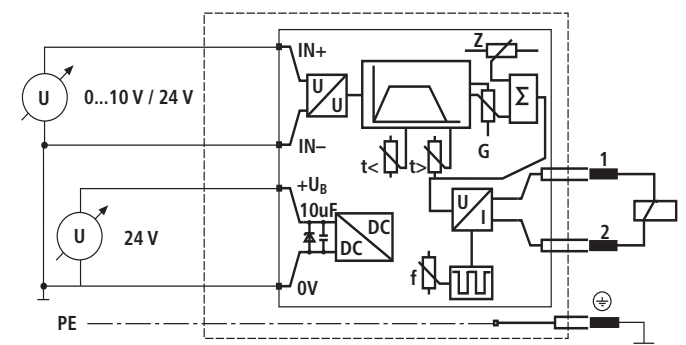 IN+
Z
U
0...10 V / 24 V
U
U
Σ
IN–
t<
t>
G
1
+UB
10uF
U
I
U
24 V
DC
DC
2
f
0V
PE